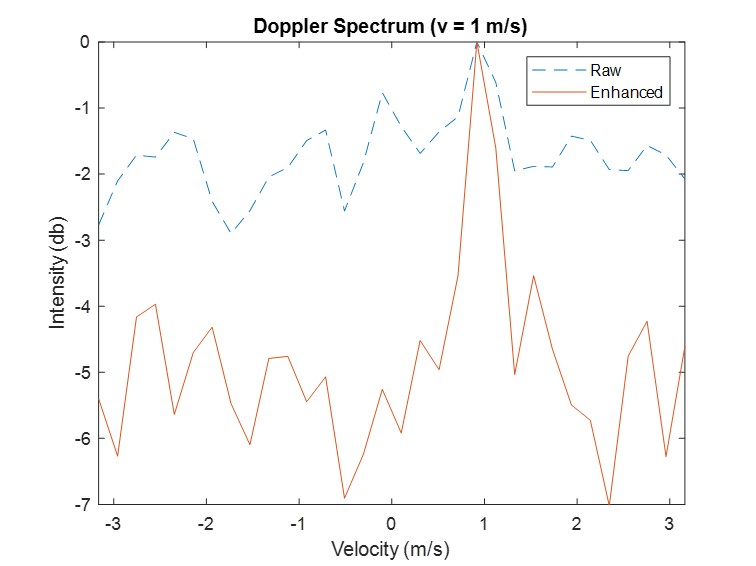 Doppler Spectrum (v = 1 m/s)
Raw
Enhanced
0
-1
-2
-3
-4
-5
-6
-7
Intensity (db)
-3 -2 -1 0 1 2 3
Velocity (m/s)